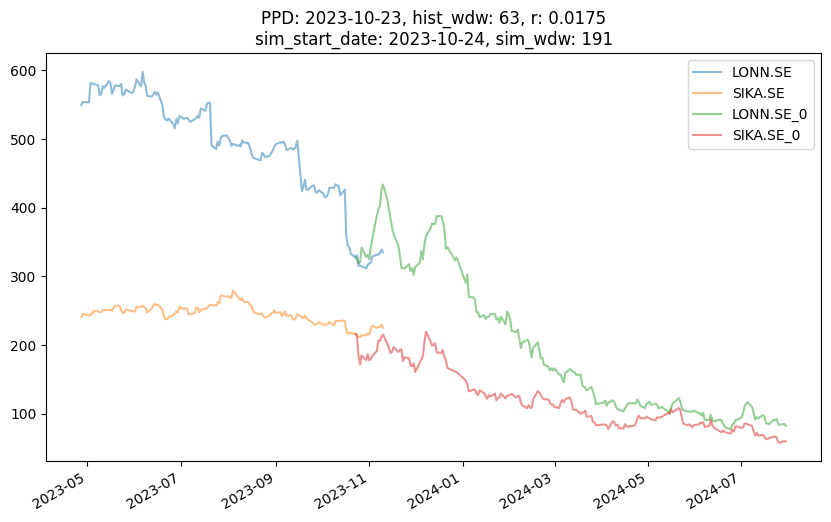 PPD: 2023-10-23, hist_wdw: 63, r: 0.0175
sim_start_date: 2023-10-24, sim_wdw: 191
LONN.SE
SIKA.SE
LONN.SE_0
SIKA.SE_0
600
500
400
300
200
100
2023-05
2023-07
2023-09
2023-11
2024-01
2024-03
2024-05
2024-07